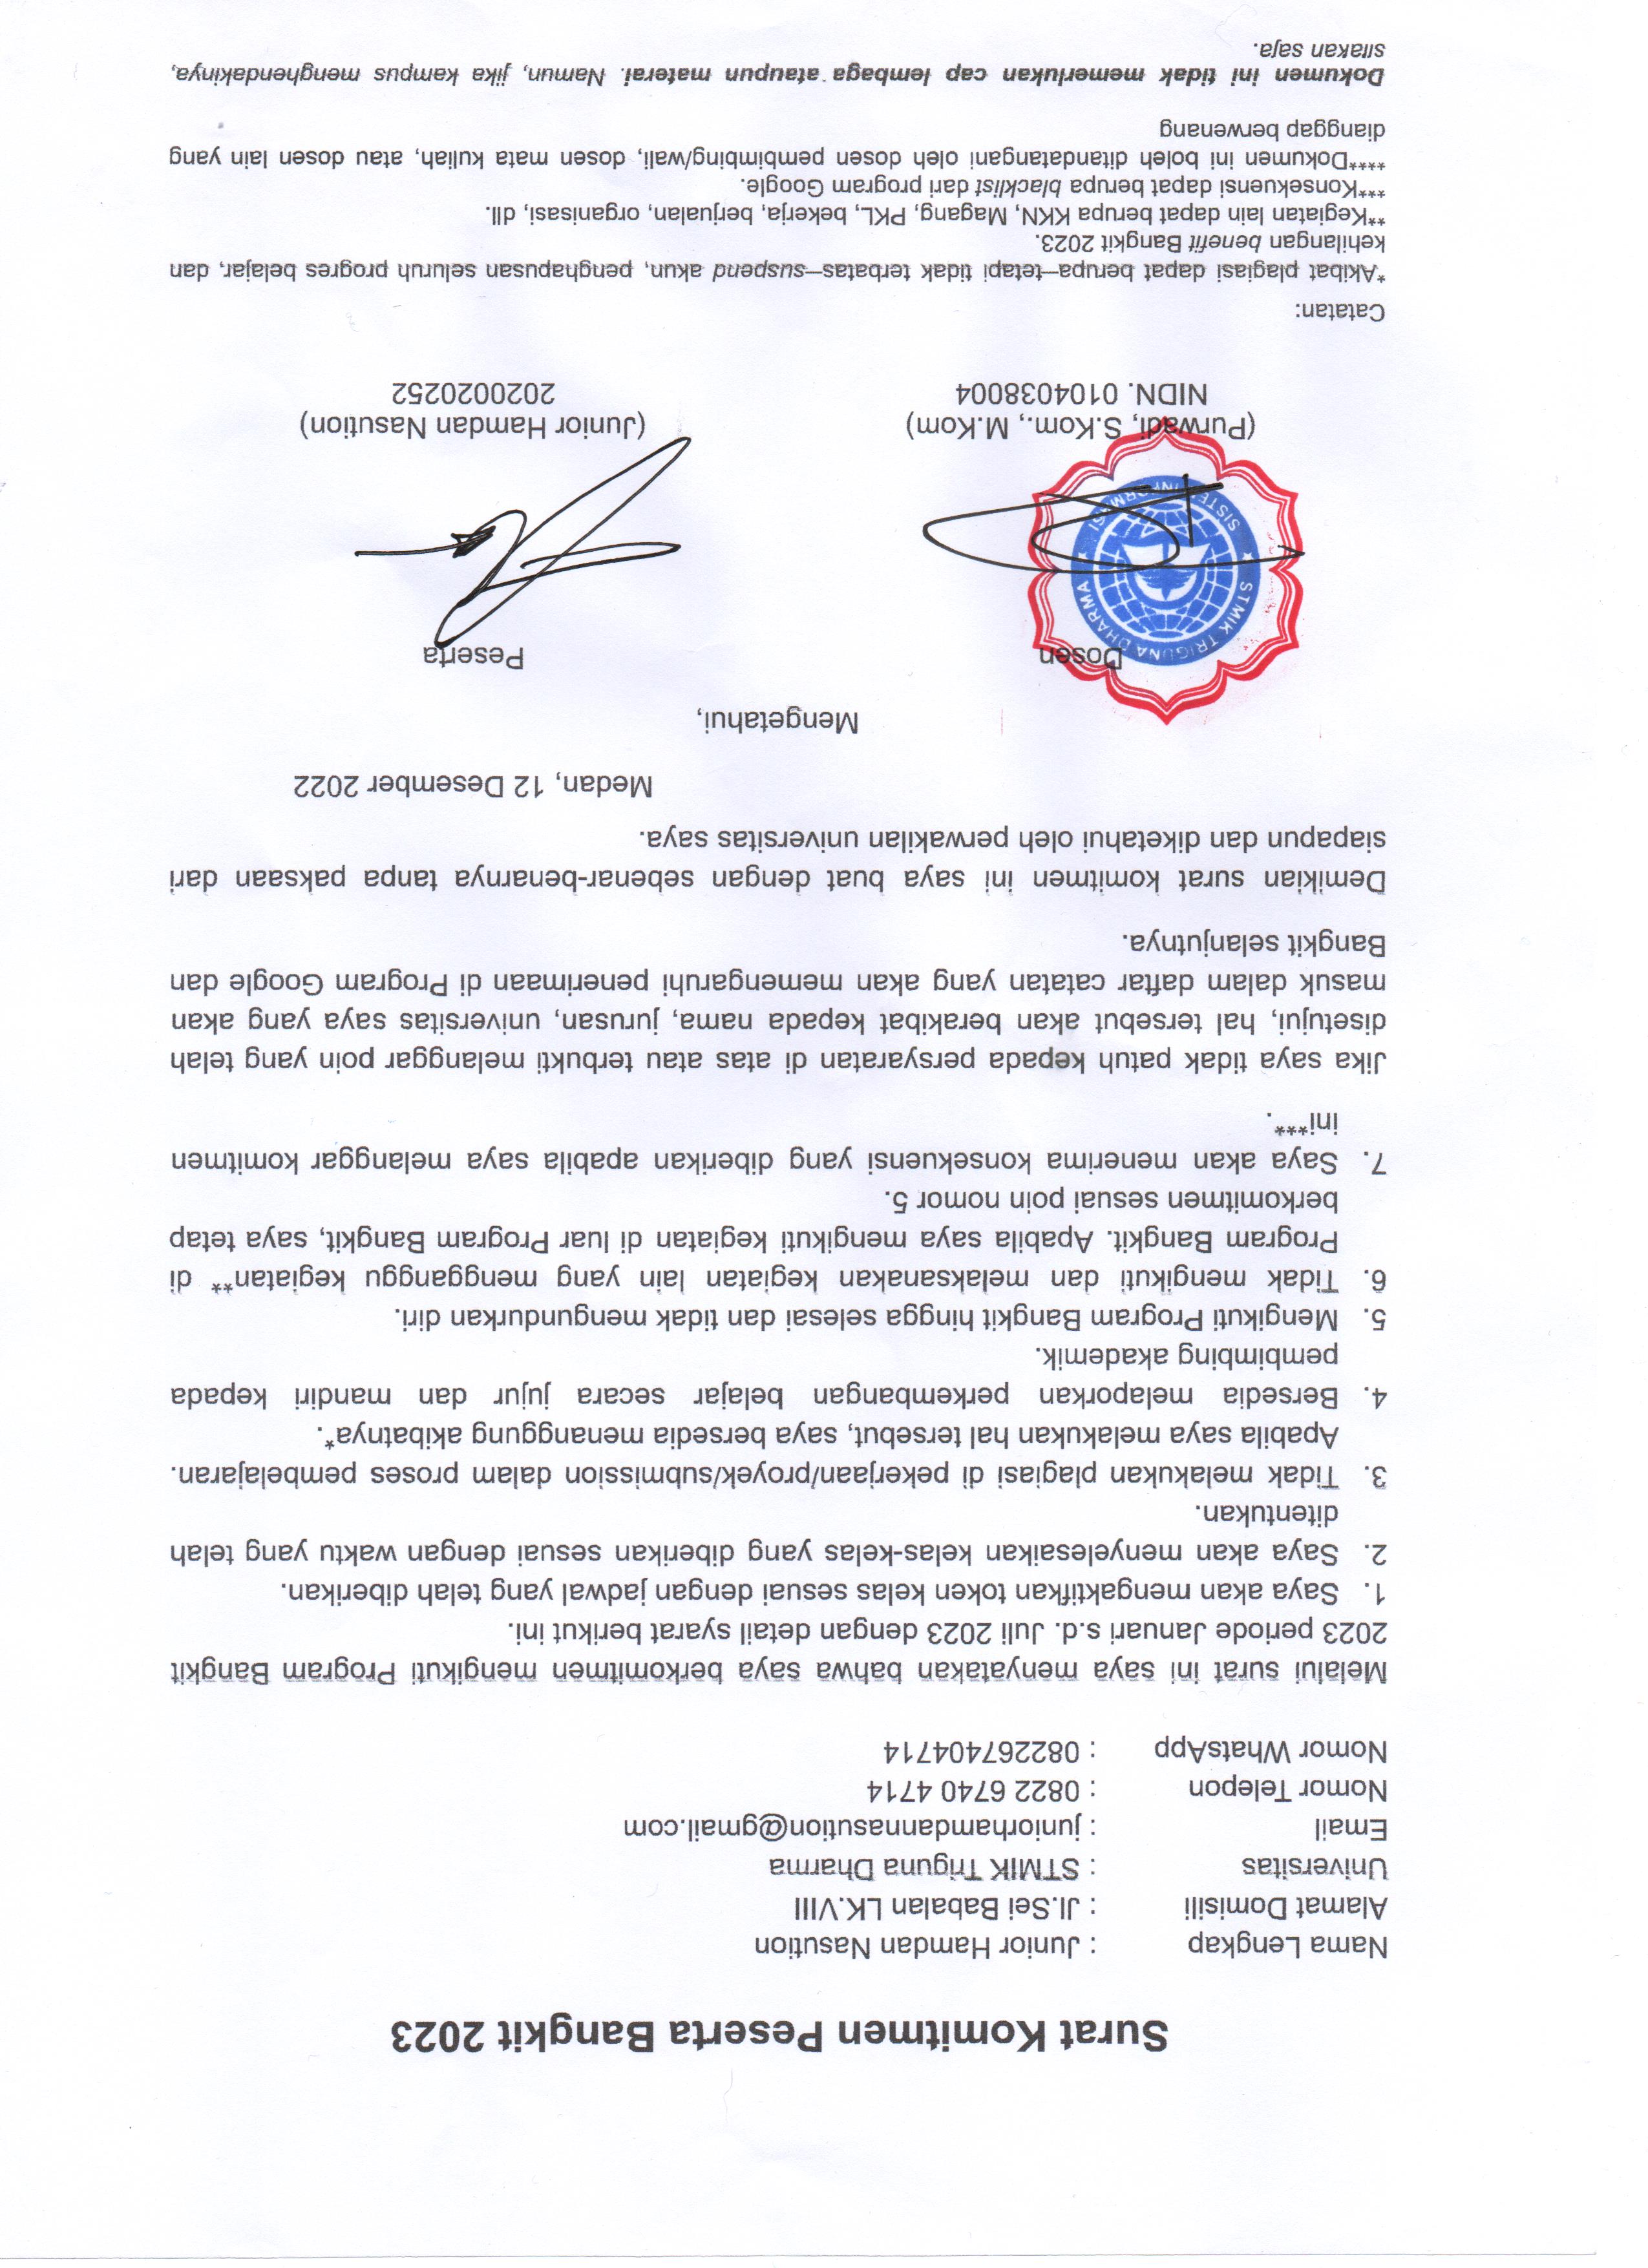 Surat Komitmen Peserta Bangkit 2023
Nama Lengkap : Junior Hamdan Nasution
Alamat Domisili : Jl.Sei Babalan LK.VIII
Universitas : STMIK Triguna Dharma
Email : juniorhamdannasution@gmail.com
Nomor Telepon : 0822 6740 4714
Nomor WhatsApp : 082267404714
Melalui surat ini saya menyatakan bahwa saya berkomitmen mengikuti Program Bangkit
2023 periode Januari s.d. Juli 2023 dengan detail syarat berikut ini.
1. Saya akan mengaktifkan token kelas sesuai dengan jadwal yang telah diberikan.
2. Saya akan menyelesaikan kelas-kelas yang diberikan sesuai dengan waktu yang telah
ditentukan.
3. Tidak melakukan plagiasi di pekerjaan/proyek/submission dalam proses pembelajaran.
Apabila saya melakukan hal tersebut, saya bersedia menanggung akibatnya*.
4. Bersedia melaporkan perkembangan belajar secara jujur dan mandiri kepada
pembimbing akademik.
5. Mengikuti Program Bangkit hingga selesai dan tidak mengundurkan diri.
6. Tidak mengikuti dan melaksanakan kegiatan lain yang mengganggu kegiatan** di
Program Bangkit. Apabila saya mengikuti kegiatan di luar Program Bangkit, saya tetap
berkomitmen sesuai poin nomor 5.
7. Saya akan menerima konsekuensi yang diberikan apabila saya melanggar komitmen
ini***.
Jika saya tidak patuh kepada persyaratan di atas atau terbukti melanggar poin yang telah
disetujui, hal tersebut akan berakibat kepada nama, jurusan, universitas saya yang akan
masuk dalam daftar catatan yang akan memengaruhi penerimaan di Program Google dan
Bangkit selanjutnya.
Demikian surat komitmen ini saya buat dengan sebenar-benarnya tanpa paksaan dari
siapapun dan diketahui oleh perwakilan universitas saya.
Medan, 12 Desember 2022
Mengetahui,
Dosen Peserta
STMIK TRIGUNA DHARMA
SISTEM INFORMASI
(Purwadi, S.Kom., M.Kom) (Junior Hamdan Nasution)
NIDN. 0104038004 2020020252
Catatan:
*Akibat plagiasi dapat berupa–tetapi tidak terbatas–suspend akun, penghapusan seluruh progres belajar, dan
kehilangan benefit Bangkit 2023.
**Kegiatan lain dapat berupa KKN, Magang, PKL, bekerja, berjualan, organisasi, dll.
***Konsekuensi dapat berupa blacklist dari program Google.
****Dokumen ini boleh ditandatangani oleh dosen pembimbing/wali, dosen mata kuliah, atau dosen lain yang
dianggap berwenang
Dokumen ini tidak memerlukan cap lembaga ataupun materai. Namun, jika kampus menghendakinya,
silakan saja.